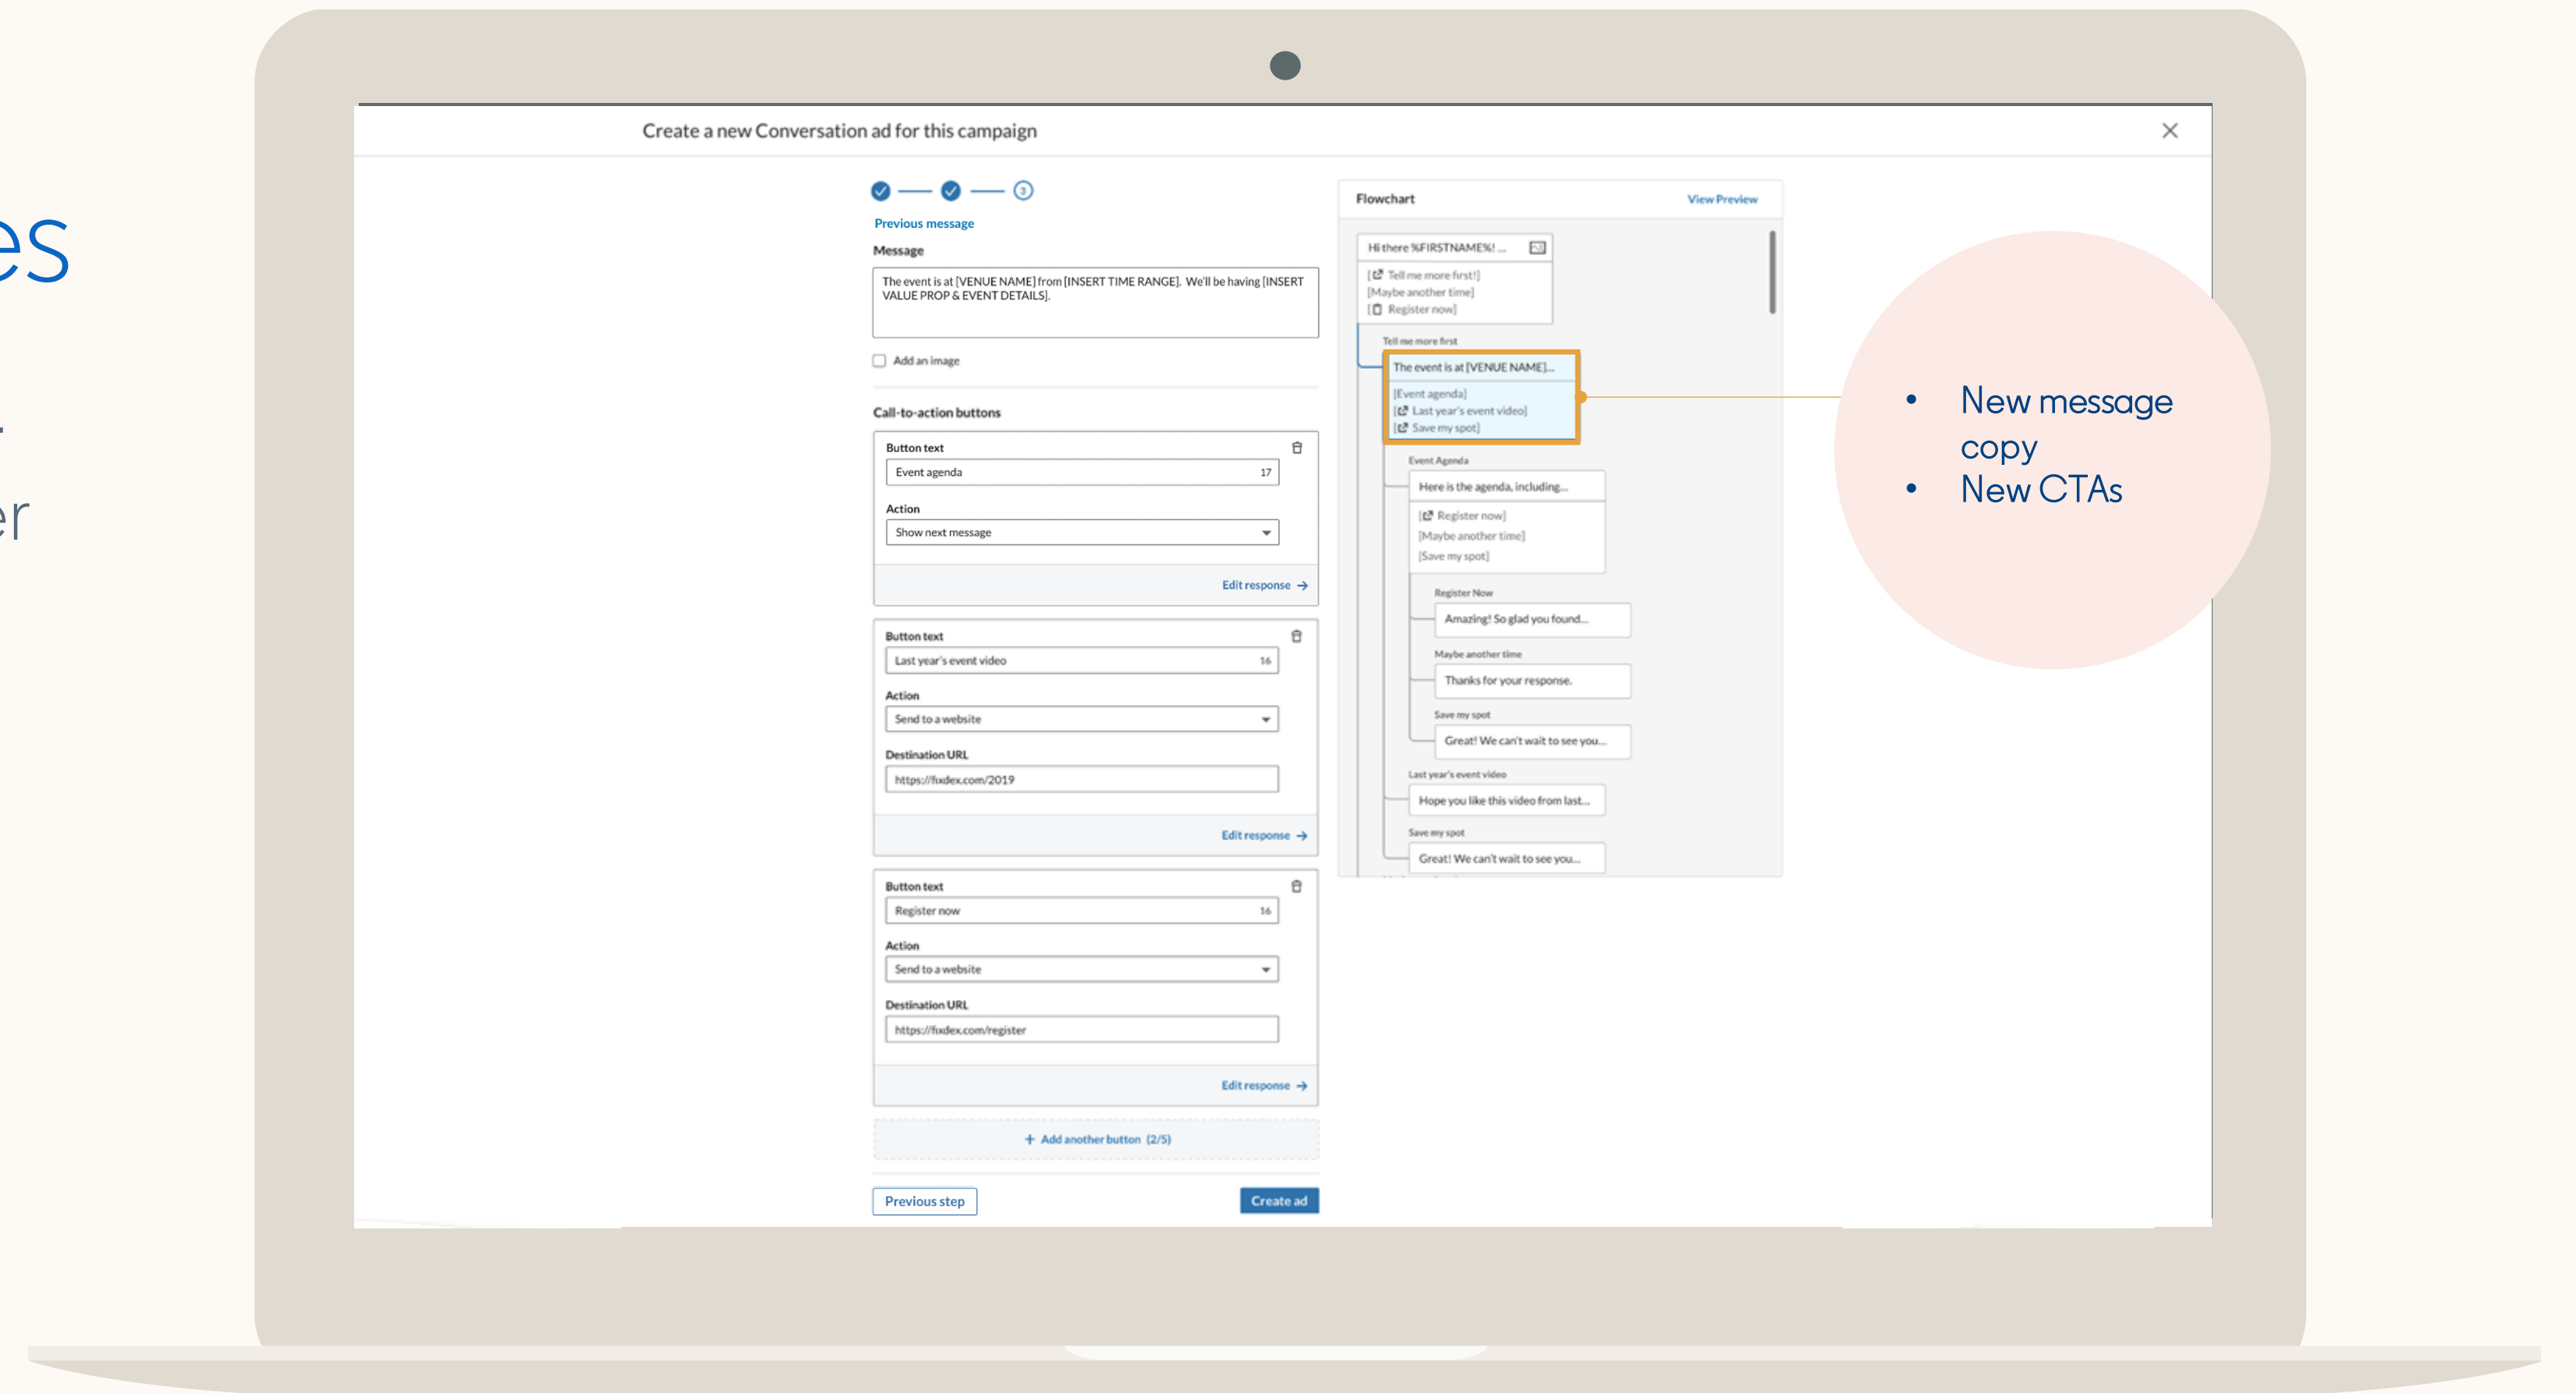 es
er
Create a new Conversation ad for this campaign
3
Previous message
Message
The event is at [VENUE NAME] from [INSERT TIME RANGE]. We'll be having [INSERT
VALUE PROP & EVENT DETAILS].
Add an image
Call-to-action buttons
Button text
Event agenda 17
Action
Show next message
Edit response →
Button text
Last year's event video 16
Action
Send to a website
Destination URL
https://fixdex.com/2019
Edit response →
Button text
Register now 16
Action
Send to a website
Destination URL
https://fixdex.com/register
Edit response →
+ Add another button (2/5)
Previous step
Create ad
Flowchart
View Preview
Hi there %FIRSTNAME%! ...
[Tell me more first!]
[Maybe another time]
[Register now]
Tell me more first
The event is at [VENUE NAME]...
[Event agenda]
[Last year's event video]
[Save my spot]
Event Agenda
Here is the agenda, including...
[Register now]
[Maybe another time]
[Save my spot]
Register Now
Amazing! So glad you found...
Maybe another time
Thanks for your response.
Save my spot
Great! We can't wait to see you...
Last year's event video
Hope you like this video from last...
Save my spot
Great! We can't wait to see you...
• New message
copy
• New CTAs